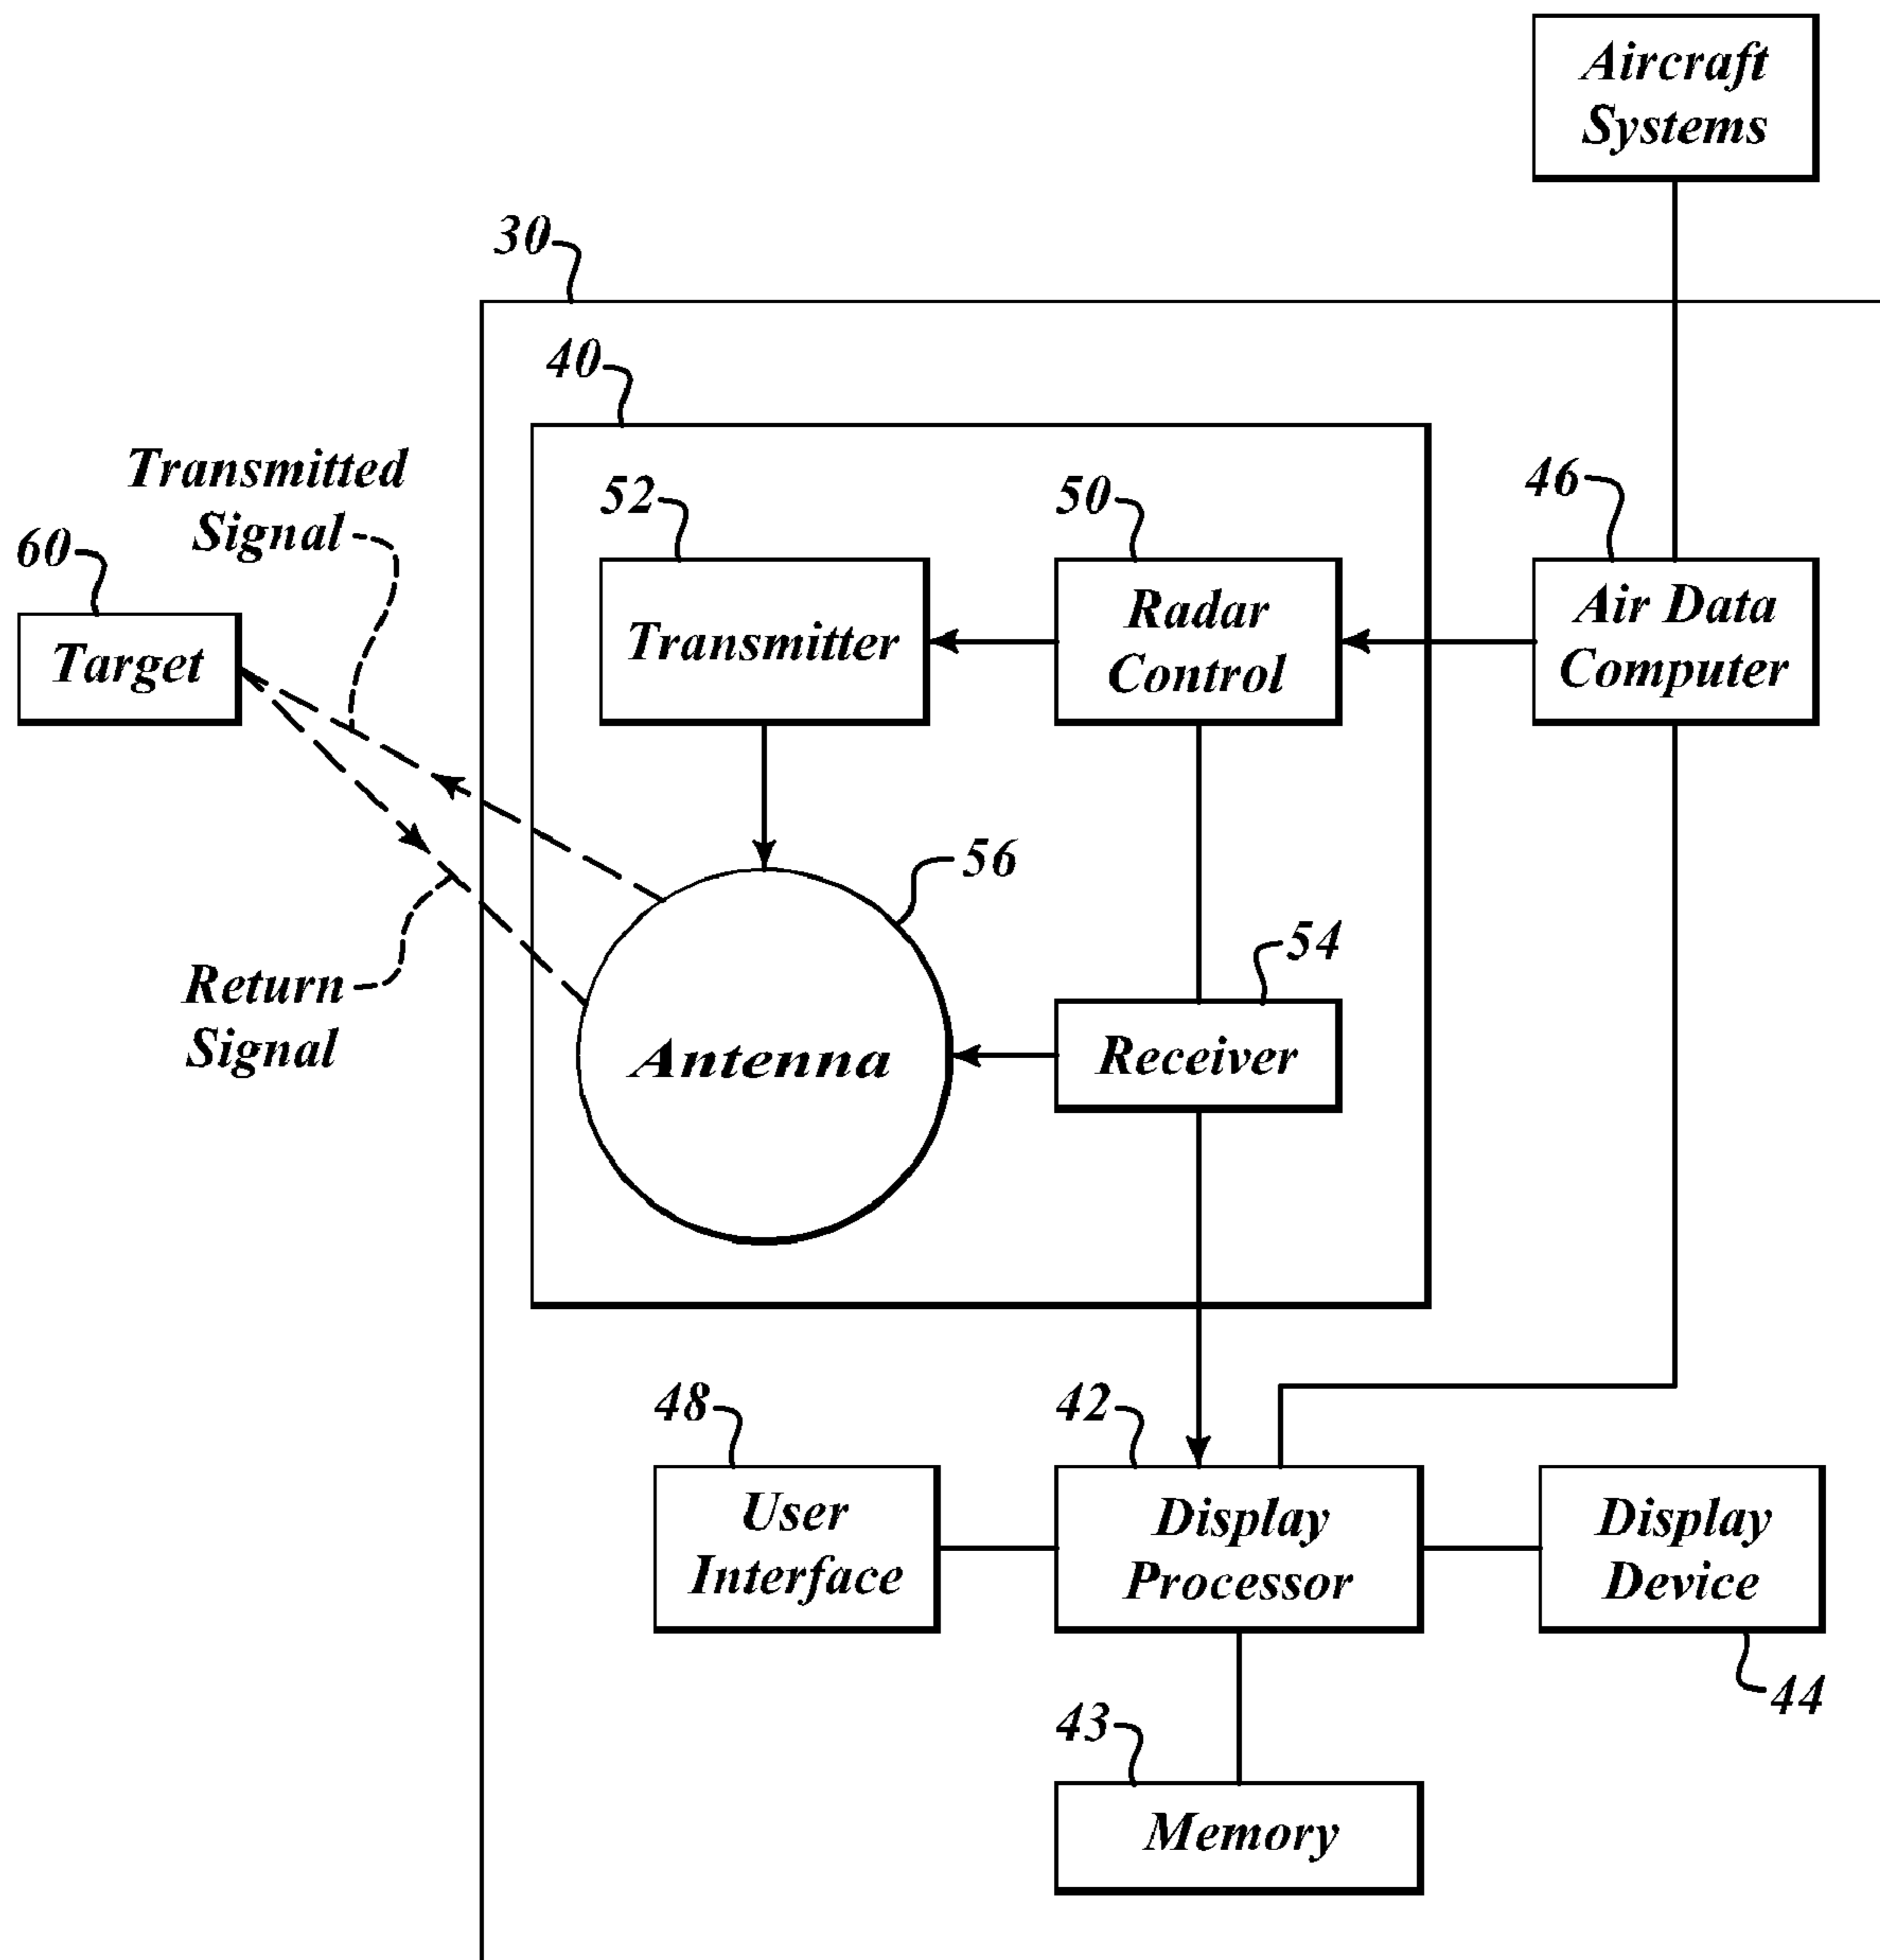 Aircraft
Systems
30
40
Transmitted
Signal
52
50
46
60
Target
Transmitter
Radar
Control
Air Data
Computer
56
54
Return
Signal
Antenna
Receiver
48
42
User
Interface
Display
Processor
Display
Device
44
43
Memory